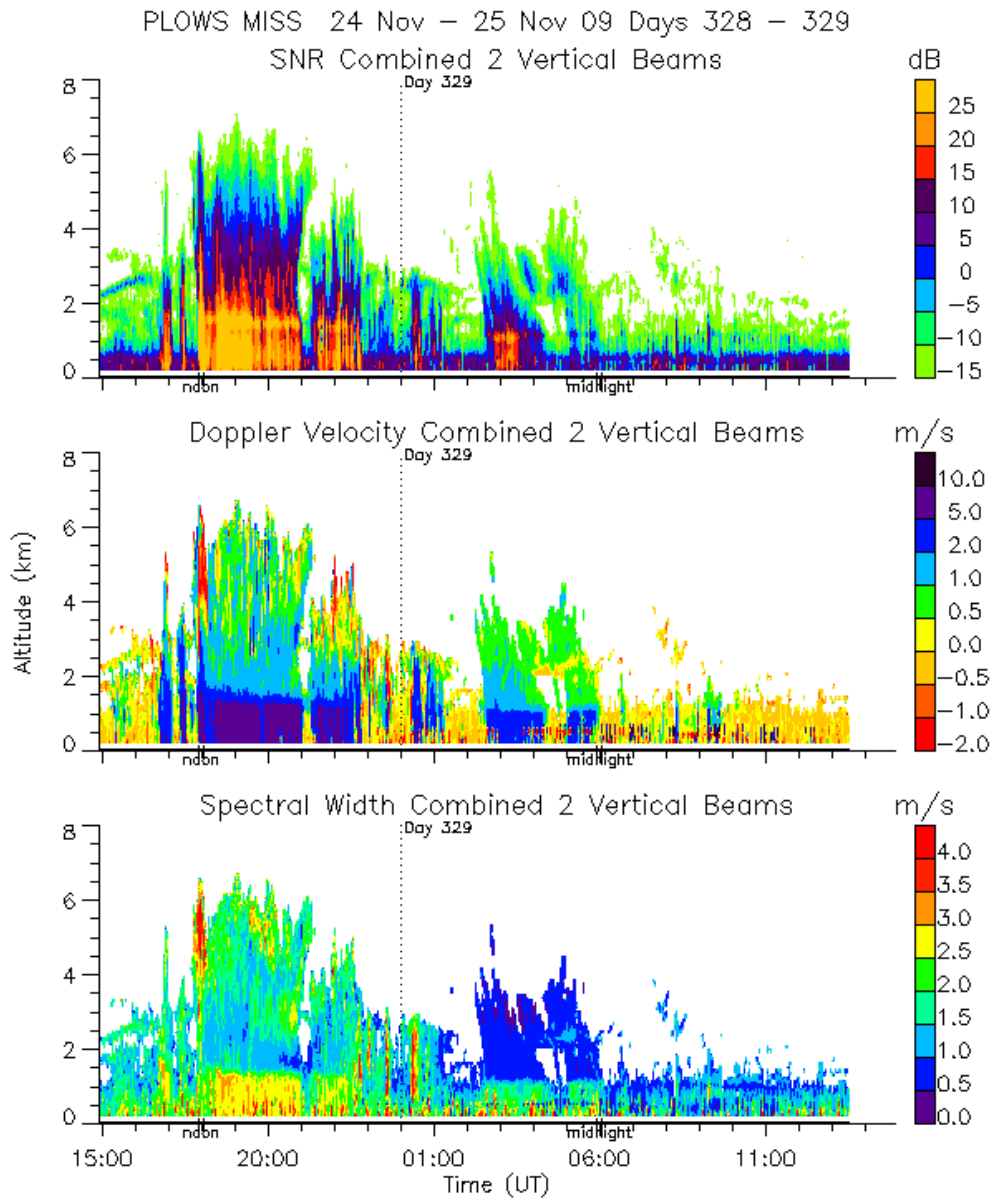 PLOWS MISS 24 Nov − 25 Nov 09 Days 328 − 329
SNR Combined 2 Vertical Beams
dB
Day 329
8
6
4
2
0
25
20
15
10
5
0
−5
−10
−15
noon
midnight
Doppler Velocity Combined 2 Vertical Beams
m/s
Day 329
8
6
4
2
0
Altitude (km)
10.0
5.0
2.0
1.0
0.5
0.0
−0.5
−1.0
−2.0
noon
midnight
Spectral Width Combined 2 Vertical Beams
m/s
Day 329
8
6
4
2
0
4.0
3.5
3.0
2.5
2.0
1.5
1.0
0.5
0.0
noon
midnight
15:00 20:00 01:00 06:00 11:00
Time (UT)